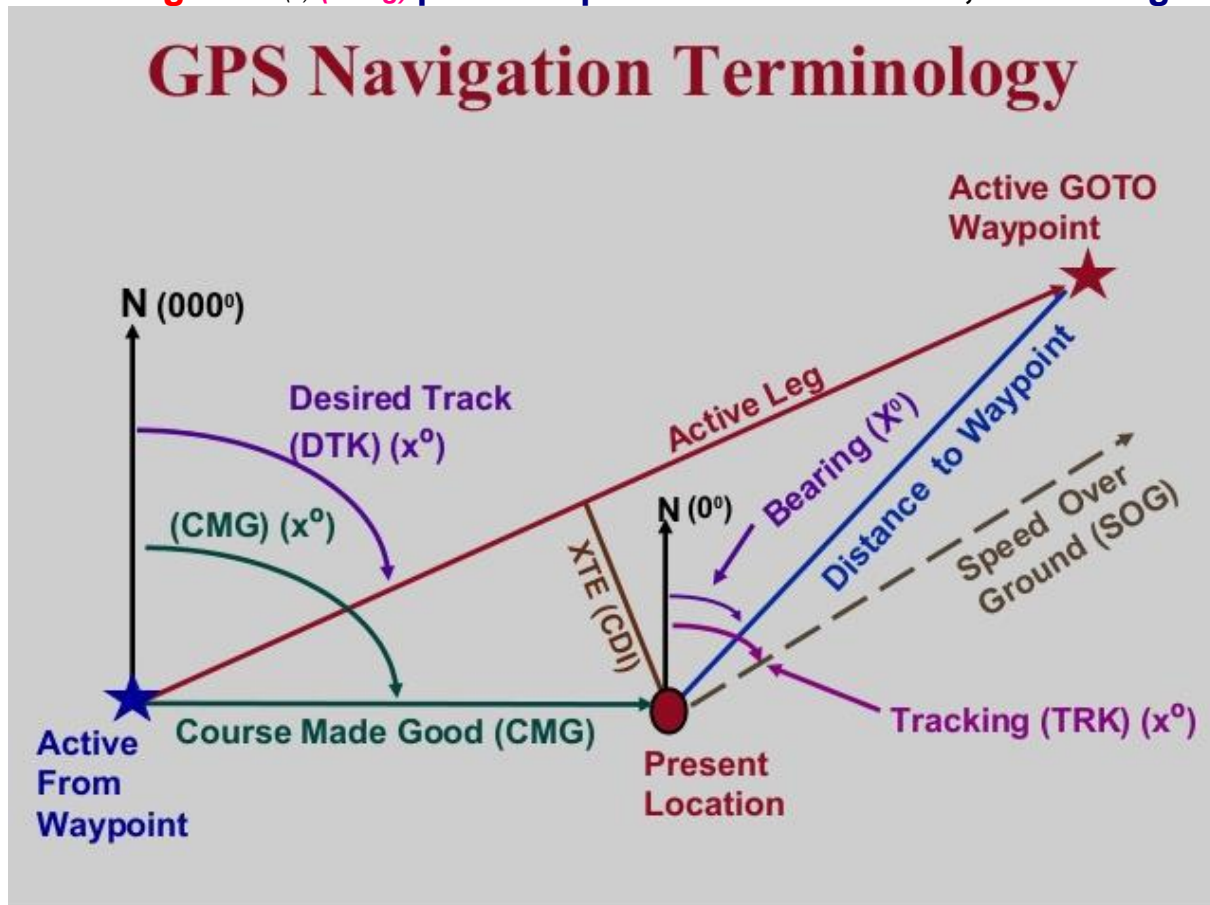 GPS Navigation Terminology
Active GOTO
Waypoint
N (000⁰)
Desired Track
(DTK) (xº)
Active Leg
(CMG) (xº)
N (0⁰)
Bearing (X⁰)
Distance to Waypoint
XTE (CDI)
Speed Over
Ground (SOG)
Course Made Good (CMG)
Tracking (TRK) (xº)
Active
From
Waypoint
Present
Location